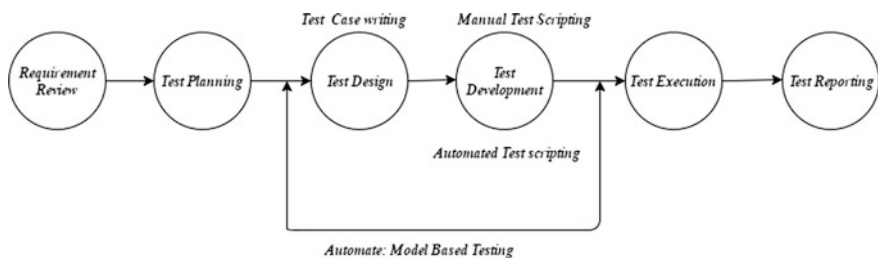 Test Case writing
Manual Test Scripting
Requirement
Review
Test Planning
Test Design
Test
Development
Test Execution
Test Reporting
Automated Test scripting
Automate: Model Based Testing